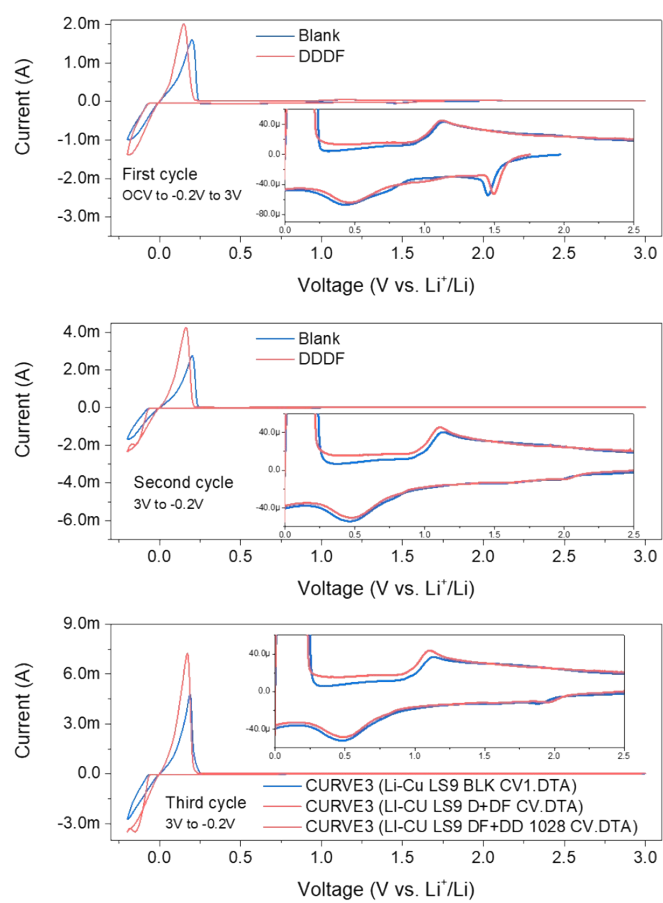 2.0m
1.0m
0.0
-1.0m
-2.0m
-3.0m
Current (A)
Blank
DDDF
First cycle
OCV to -0.2V to 3V
40.0μ
0.0
-40.0μ
-80.0μ
0.0 0.5 1.0 1.5 2.0 2.5
0.0 0.5 1.0 1.5 2.0 2.5 3.0
Voltage (V vs. Li⁺/Li)
4.0m
2.0m
0.0
-2.0m
-4.0m
-6.0m
Current (A)
Blank
DDDF
Second cycle
3V to -0.2V
40.0μ
0.0
40.0μ
0.0 0.5 1.0 1.5 2.0 2.5
0.0 0.5 1.0 1.5 2.0 2.5 3.0
Voltage (V vs. Li⁺/Li)
9.0m
6.0m
3.0m
0.0
-3.0m
Current (A)
40.0μ
0.0
-40.0μ
0.0 0.5 1.0 1.5 2.0 2.5
CURVE3 (Li-Cu LS9 BLK CV1.DTA)
CURVE3 (LI-CU LS9 D+DF CV.DTA)
CURVE3 (LI-CU LS9 DF+DD 1028 CV.DTA)
Third cycle
3V to -0.2V
0.0 0.5 1.0 1.5 2.0 2.5 3.0
Voltage (V vs. Li⁺/Li)